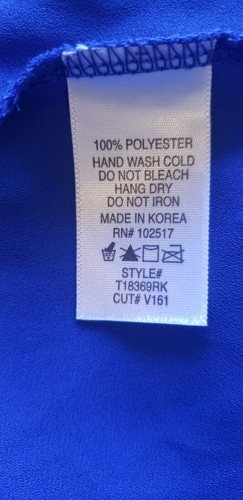 100% POLYESTER
HAND WASH COLD
DO NOT BLEACH
HANG DRY
DO NOT IRON
MADE IN KOREA
RN# 102517
STYLE#
T18369RK
CUT# V161